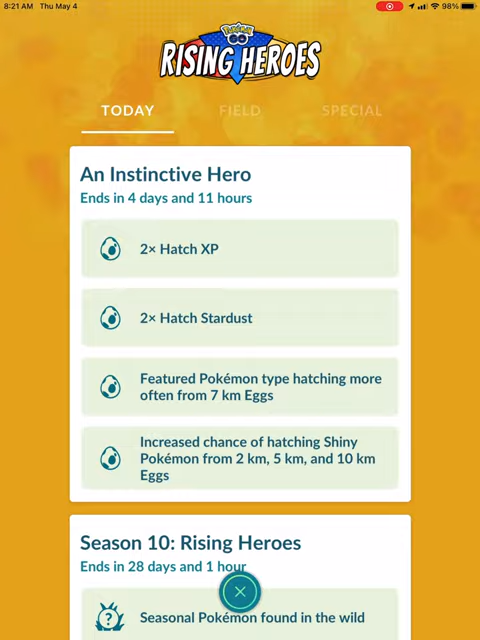 8:21 AM Thu May 4
98%
Pokémon
GO
RISING HEROES
TODAY
FIELD
SPECIAL
An Instinctive Hero
Ends in 4 days and 11 hours
2× Hatch XP
2× Hatch Stardust
Featured Pokémon type hatching more
often from 7 km Eggs
Increased chance of hatching Shiny
Pokémon from 2 km, 5 km, and 10 km
Eggs
Season 10: Rising Heroes
Ends in 28 days and 1 hour
Seasonal Pokémon found in the wild